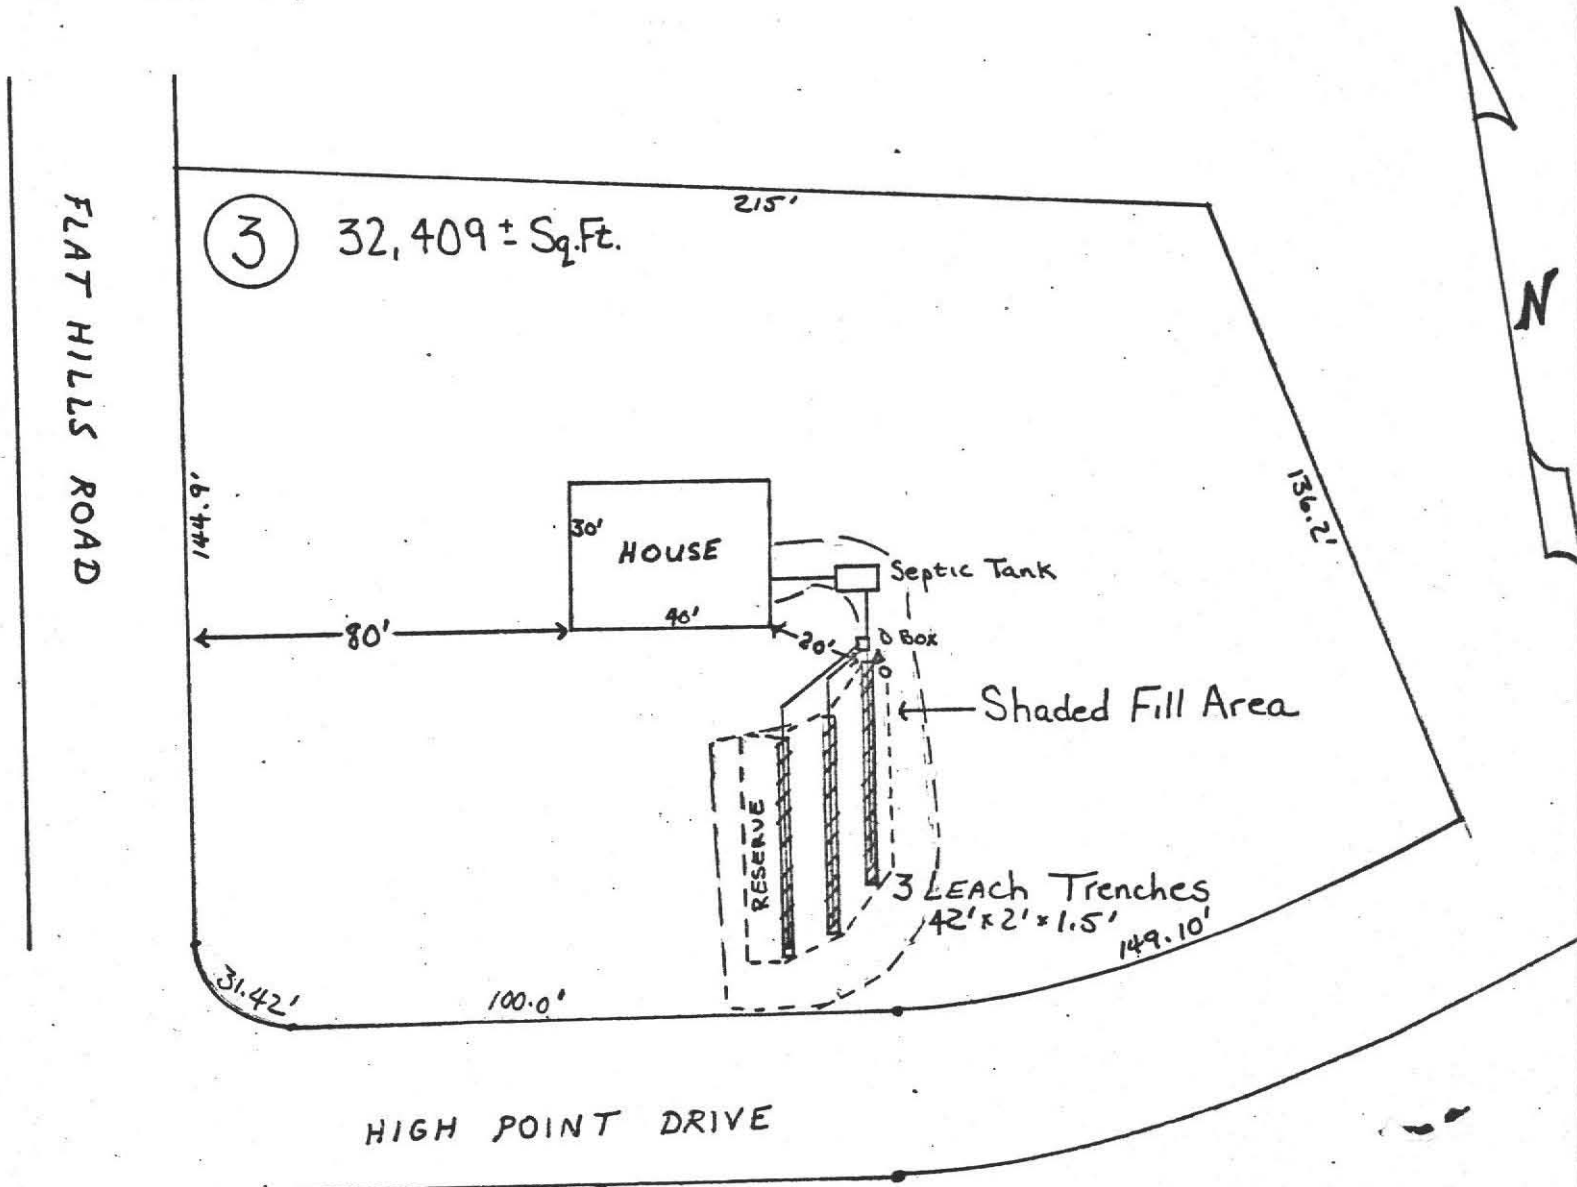 215'
3 32,409 ± Sq.Ft.
FLAT HILLS ROAD
N
144.9'
136.2'
30'
HOUSE
40'
Septic Tank
80'
20'
D Box
Shaded Fill Area
RESERVE
3 LEAch Trenches
42' x 2' x 1.5'
149.10'
31.42'
100.0'
HIGH POINT DRIVE